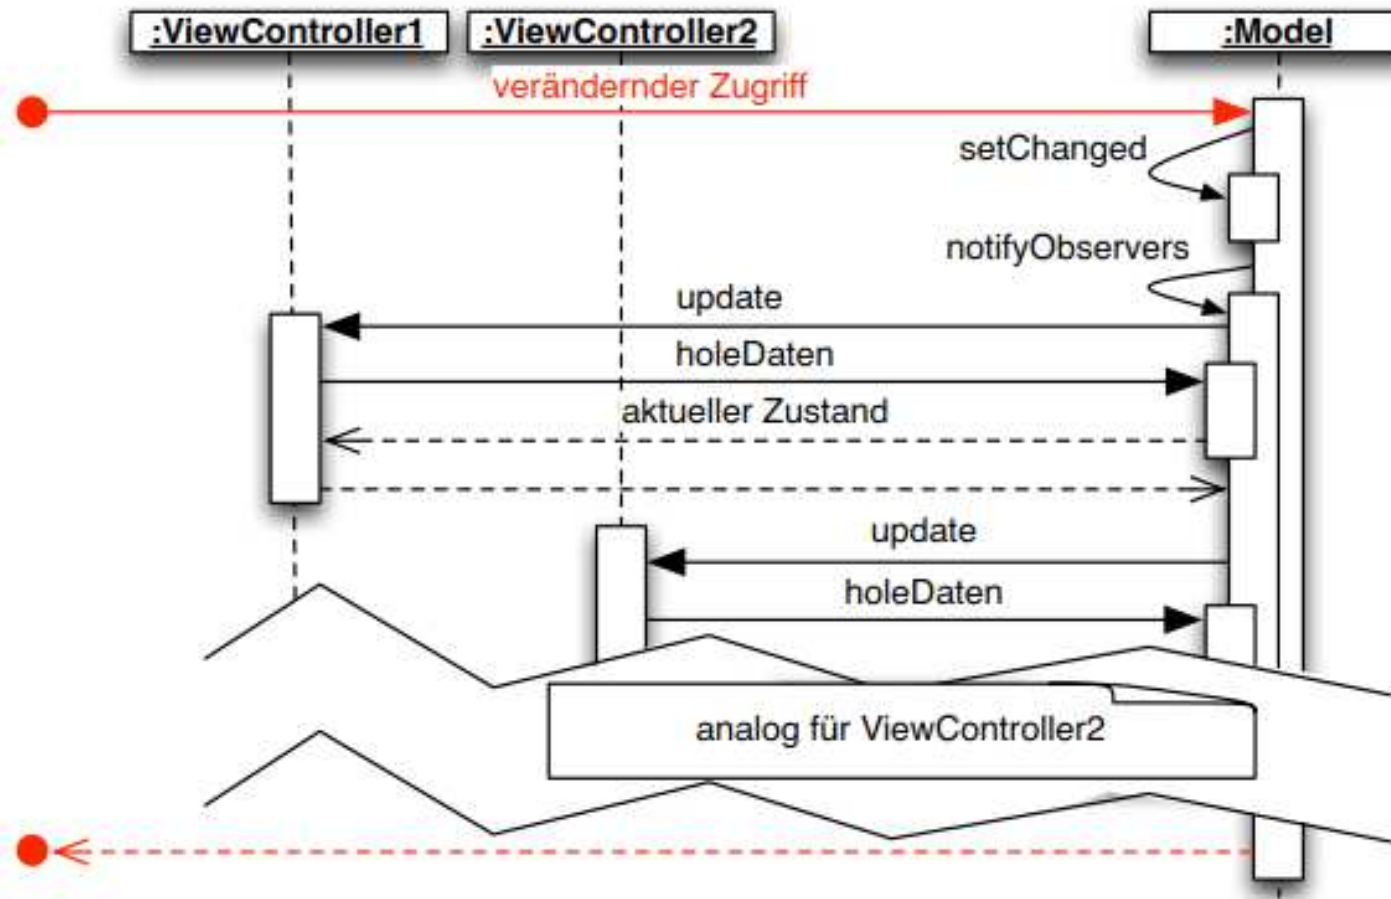 :ViewController1
:ViewController2
:Model
verändernder Zugriff
setChanged
notifyObservers
update
holeDaten
aktueller Zustand
update
holeDaten
analog für ViewController2